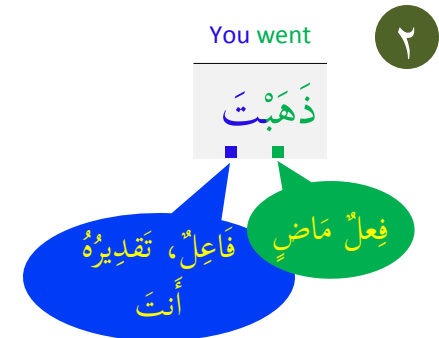 ٢
You went
ذَهَبْتَ
فِعلٌ مَاضٍ
فَاعِلٌ، تَقدِيرُهُ
أَنتَ